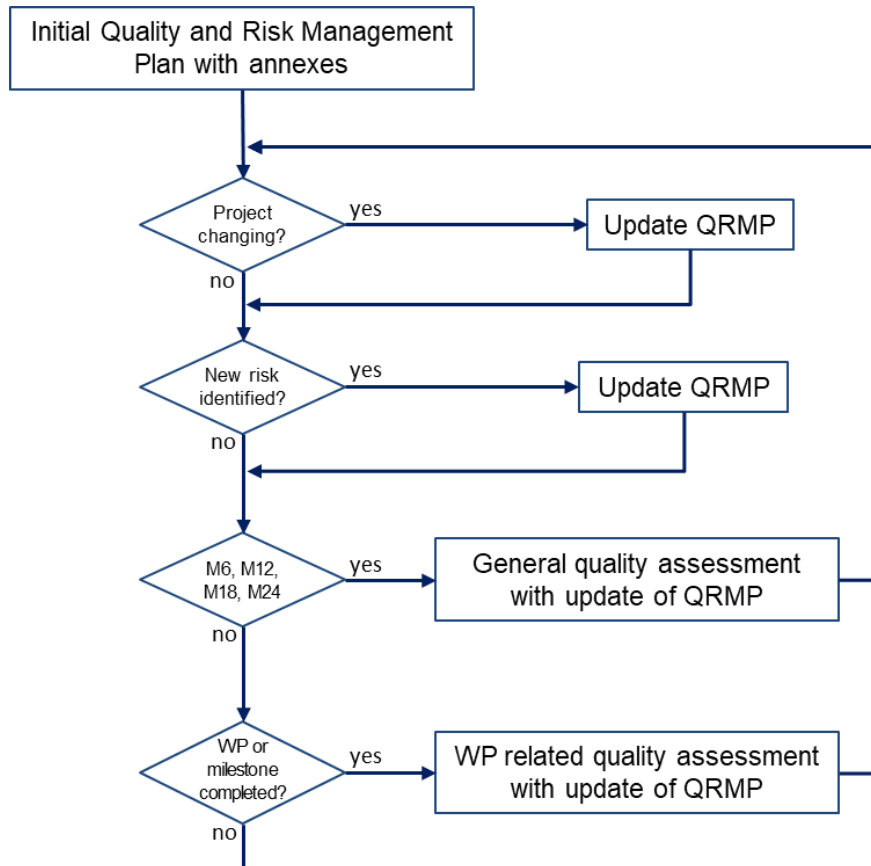 Initial Quality and Risk Management
Plan with annexes
Project
changing?
yes
Update QRMP
no
New risk
identified?
yes
Update QRMP
no
M6, M12,
M18, M24
yes
General quality assessment
with update of QRMP
no
WP or
milestone
completed?
yes
WP related quality assessment
with update of QRMP
no